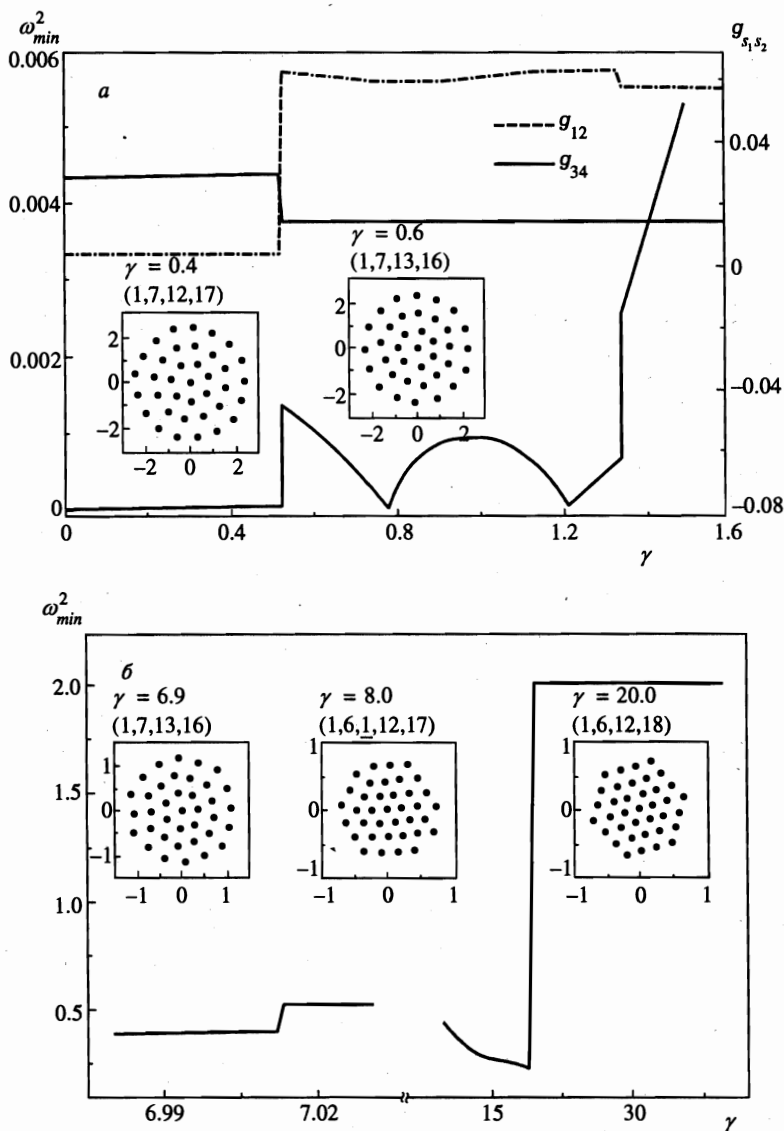 ω²min g s₁s₂
0.006
a
g₁₂
0.04
g₃₄
0.004
γ = 0.6
γ = 0.4 (1,7,13,16) 0
(1,7,12,17)
2
2
0.002 0
0
−2 −0.04
−2
−2 0 2
−2 0 2
0 −0.08
0 0.4 0.8 1.2 1.6
γ
ω²min
б
γ = 6.9 γ = 8.0 γ = 20.0
2.0
(1,7,13,16) (1,6,1,12,17) (1,6,12,18)
1 1 1
1.5
0 0 0
−1 −1 −1
1.0 −1 0 1 −1 0 1 −1 0 1
0.5
6.99 7.02 15 30 γ